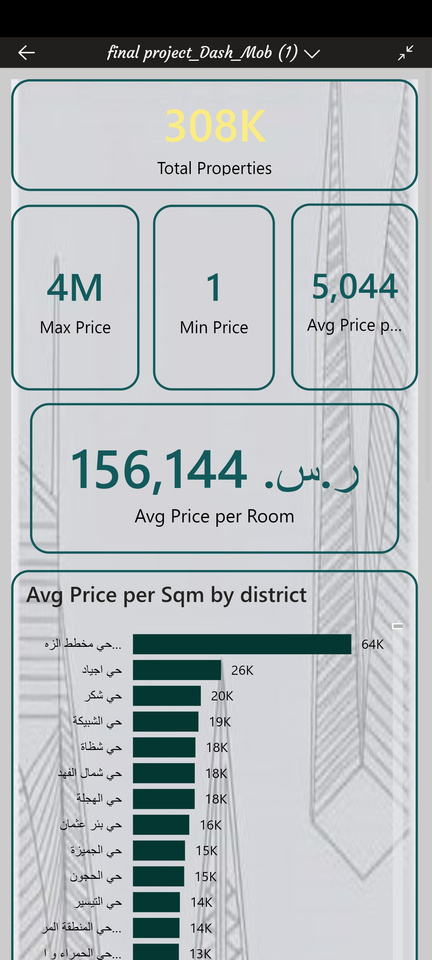 final project_Dash_Mob (1)
308K
Total Properties
4M
Max Price
1
Min Price
5,044
Avg Price p...
156,144 ر.س.
Avg Price per Room
Avg Price per Sqm by district
حي مخطط الزه... 64K
حي اجياد 26K
حي شكر 20K
حي الشبيكة 19K
حي شظاة 18K
حي شمال الفهد 18K
حي الهجلة 18K
حي بئر عثمان 16K
حي الجميزة 15K
حي الحجون 15K
حي التيسير 14K
حي المنطقة المر... 14K
حي الحمراء و ا... 13K